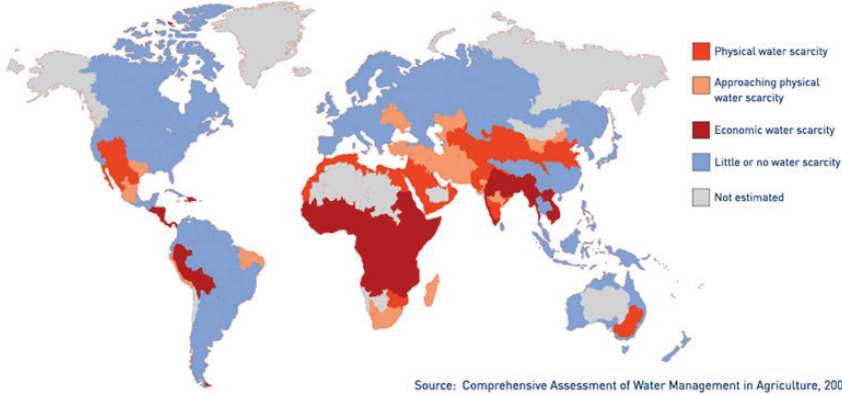 Physical water scarcity
Approaching physical
water scarcity
Economic water scarcity
Little or no water scarcity
Not estimated
Source: Comprehensive Assessment of Water Management in Agriculture, 200